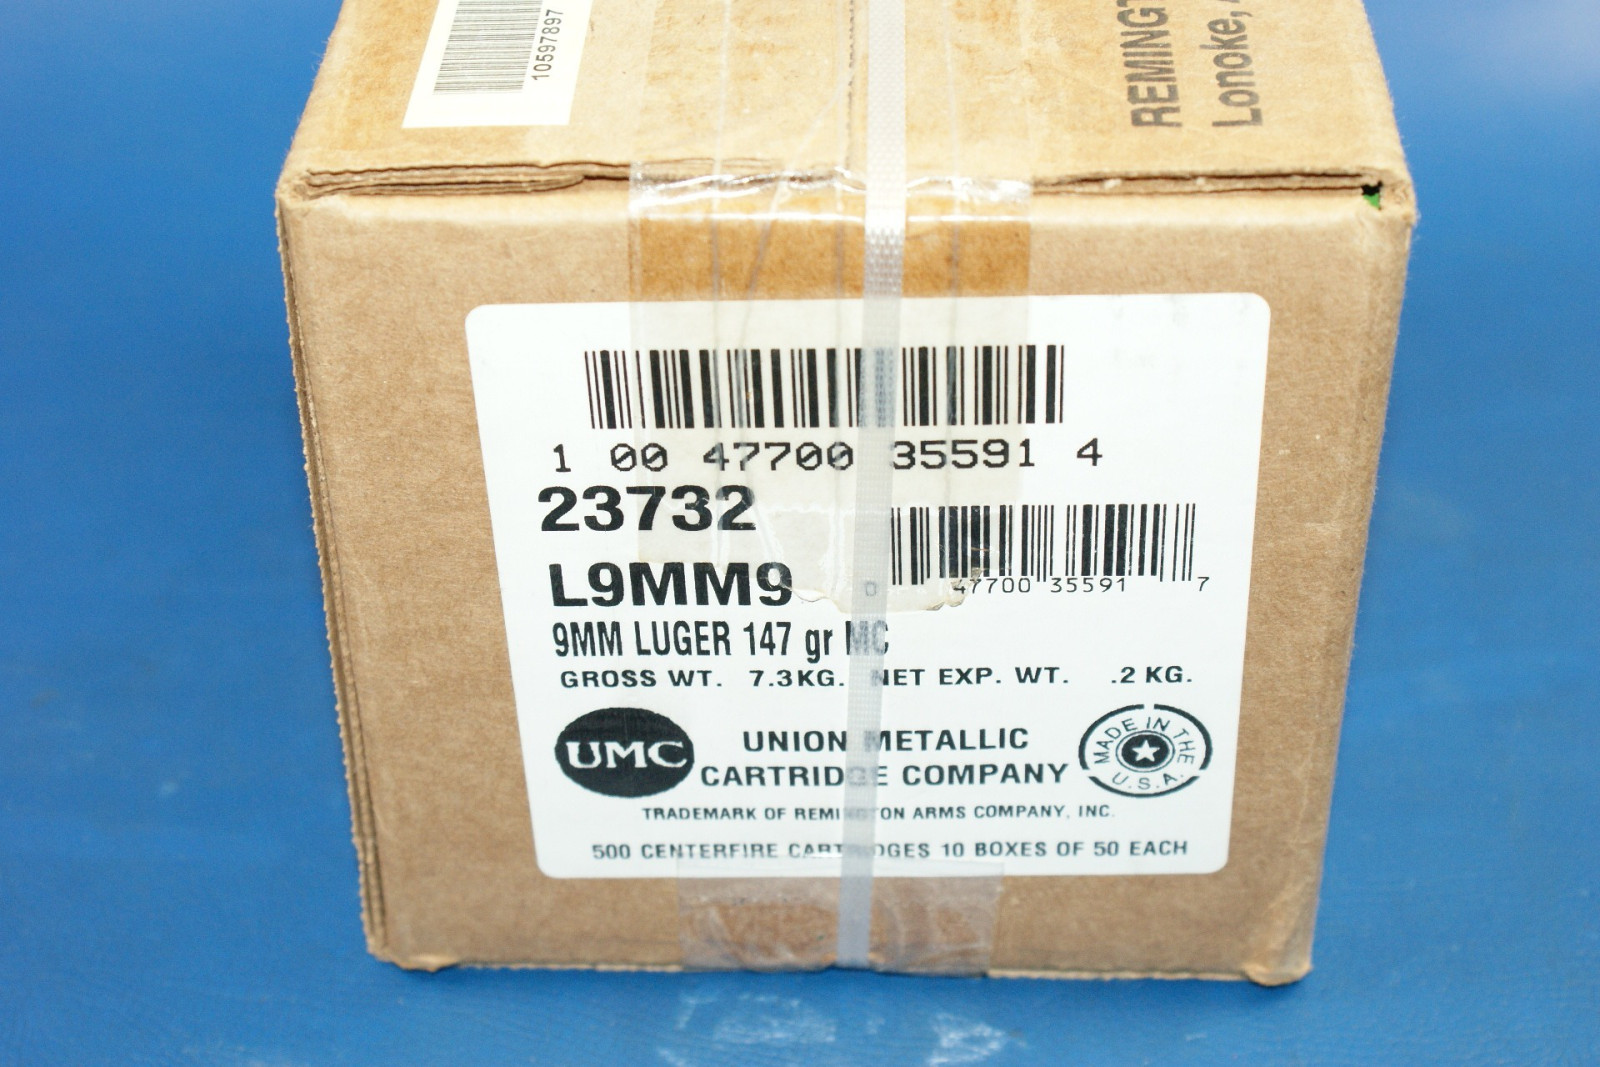 10597897
REMINGT
Lonoke,
1 00 47700 35591 4
23732
0 47700 35591 7
L9MM9
9MM LUGER 147 gr MC
GROSS WT. 7.3KG. NET EXP. WT. .2 KG.
UMC
UNION METALLIC
CARTRIDGE COMPANY
MADE IN THE
U.S.A.
TRADEMARK OF REMINGTON ARMS COMPANY, INC.
500 CENTERFIRE CARTRIDGES 10 BOXES OF 50 EACH